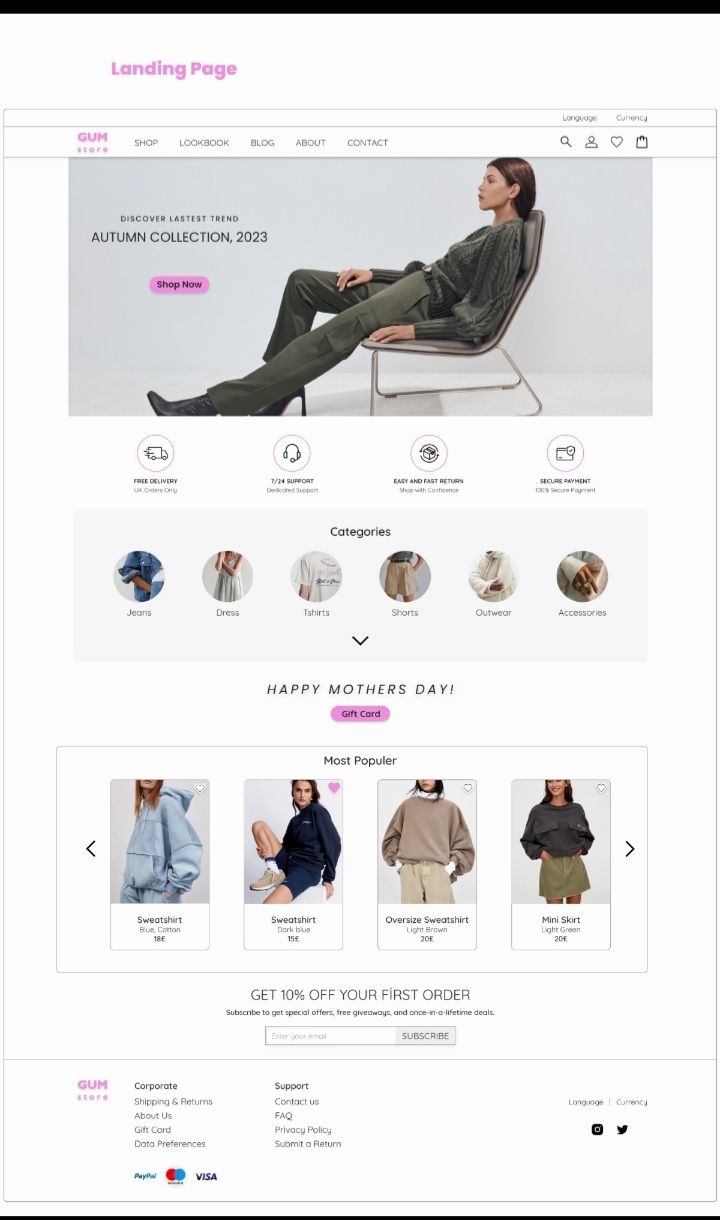 Landing Page
Language Currency
GUM
store
SHOP LOOKBOOK BLOG ABOUT CONTACT
DISCOVER LASTEST TREND
AUTUMN COLLECTION, 2023
Shop Now
FREE DELIVERY
UK Orders Only
7/24 SUPPORT
Dedicated Support
EASY AND FAST RETURN
Shop with Confidence
SECURE PAYMENT
100% Secure Payment
Categories
Jeans Dress Tshirts Shorts Outwear Accessories
HAPPY MOTHERS DAY!
Gift Card
Most Populer
Sweatshirt
Blue, Cotton
18£
Sweatshirt
Dark blue
15£
Oversize Sweatshirt
Light Brown
20£
Mini Skirt
Light Green
20£
GET 10% OFF YOUR FİRST ORDER
Subscribe to get special offers, free giveaways, and once-in-a-lifetime deals.
Enter your email SUBSCRIBE
GUM
store
Corporate
Shipping & Returns
About Us
Gift Card
Data Preferences
Support
Contact us
FAQ
Privacy Policy
Submit a Return
Language | Currency
PayPal VISA